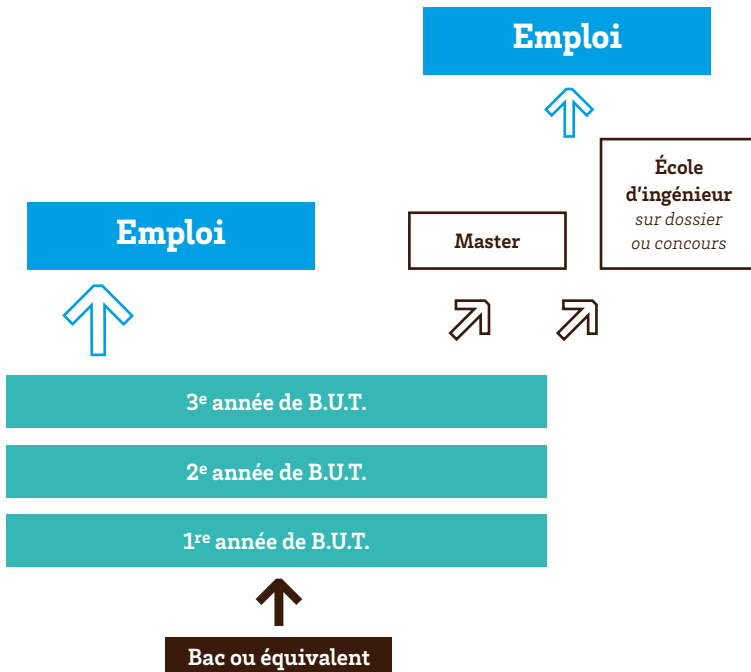 Emploi
École
d'ingénieur
sur dossier
ou concours
Emploi
Master
3e année de B.U.T.
2e année de B.U.T.
1re année de B.U.T.
Bac ou équivalent